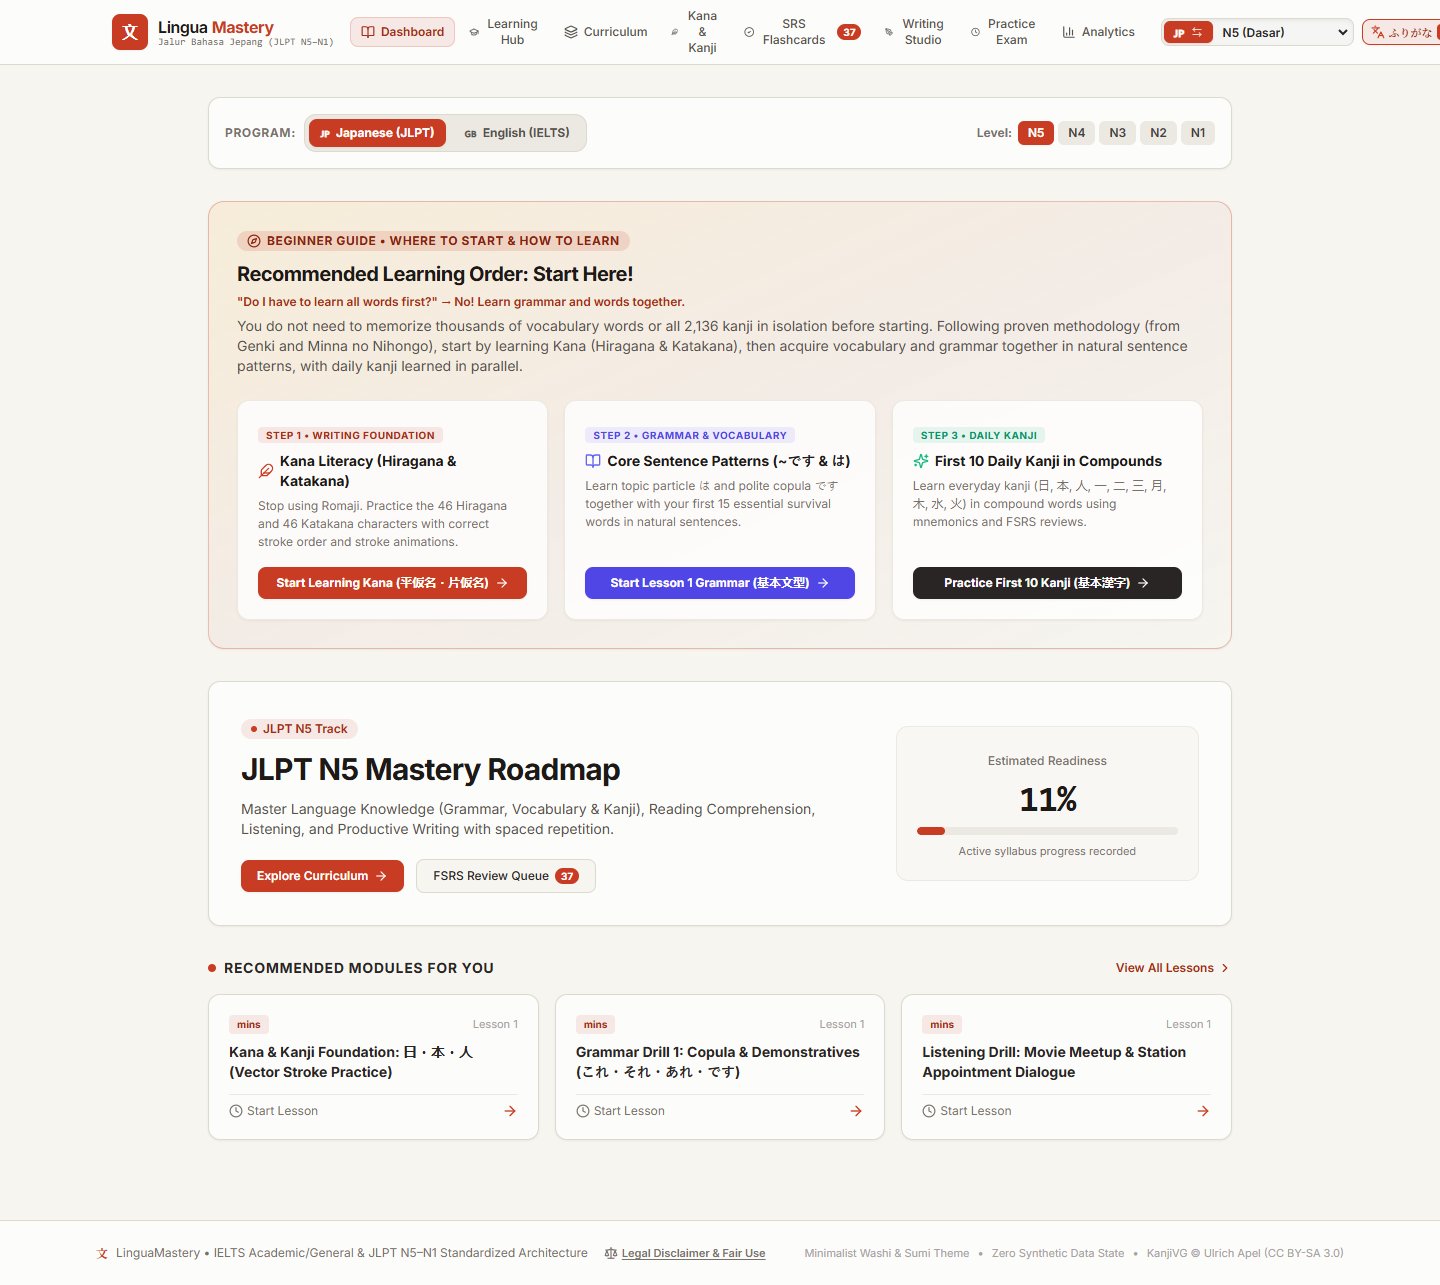 文 Lingua Mastery
Jalur Bahasa Jepang (JLPT N5–N1)
Dashboard
Learning Hub
Curriculum
Kana & Kanji
SRS Flashcards 37
Writing Studio
Practice Exam
Analytics
JP ⇆ N5 (Dasar)
ふりがな
PROGRAM: JP Japanese (JLPT) GB English (IELTS)
Level: N5 N4 N3 N2 N1
BEGINNER GUIDE • WHERE TO START & HOW TO LEARN
Recommended Learning Order: Start Here!
"Do I have to learn all words first?" → No! Learn grammar and words together.
You do not need to memorize thousands of vocabulary words or all 2,136 kanji in isolation before starting. Following proven methodology (from
Genki and Minna no Nihongo), start by learning Kana (Hiragana & Katakana), then acquire vocabulary and grammar together in natural sentence
patterns, with daily kanji learned in parallel.
STEP 1 • WRITING FOUNDATION
Kana Literacy (Hiragana &
Katakana)
Stop using Romaji. Practice the 46 Hiragana
and 46 Katakana characters with correct
stroke order and stroke animations.
Start Learning Kana (平仮名・片仮名) →
STEP 2 • GRAMMAR & VOCABULARY
Core Sentence Patterns (~です & は)
Learn topic particle は and polite copula です
together with your first 15 essential survival
words in natural sentences.
Start Lesson 1 Grammar (基本文型) →
STEP 3 • DAILY KANJI
First 10 Daily Kanji in Compounds
Learn everyday kanji (日, 本, 人, 一, 二, 三, 月,
木, 水, 火) in compound words using
mnemonics and FSRS reviews.
Practice First 10 Kanji (基本漢字) →
JLPT N5 Track
JLPT N5 Mastery Roadmap
Master Language Knowledge (Grammar, Vocabulary & Kanji), Reading Comprehension,
Listening, and Productive Writing with spaced repetition.
Explore Curriculum →
FSRS Review Queue 37
Estimated Readiness
11%
Active syllabus progress recorded
RECOMMENDED MODULES FOR YOU
View All Lessons
mins Lesson 1
Kana & Kanji Foundation: 日・本・人
(Vector Stroke Practice)
Start Lesson →
mins Lesson 1
Grammar Drill 1: Copula & Demonstratives
(これ・それ・あれ・です)
Start Lesson →
mins Lesson 1
Listening Drill: Movie Meetup & Station
Appointment Dialogue
Start Lesson →
文 LinguaMastery • IELTS Academic/General & JLPT N5–N1 Standardized Architecture
Legal Disclaimer & Fair Use
Minimalist Washi & Sumi Theme • Zero Synthetic Data State • KanjiVG © Ulrich Apel (CC BY-SA 3.0)